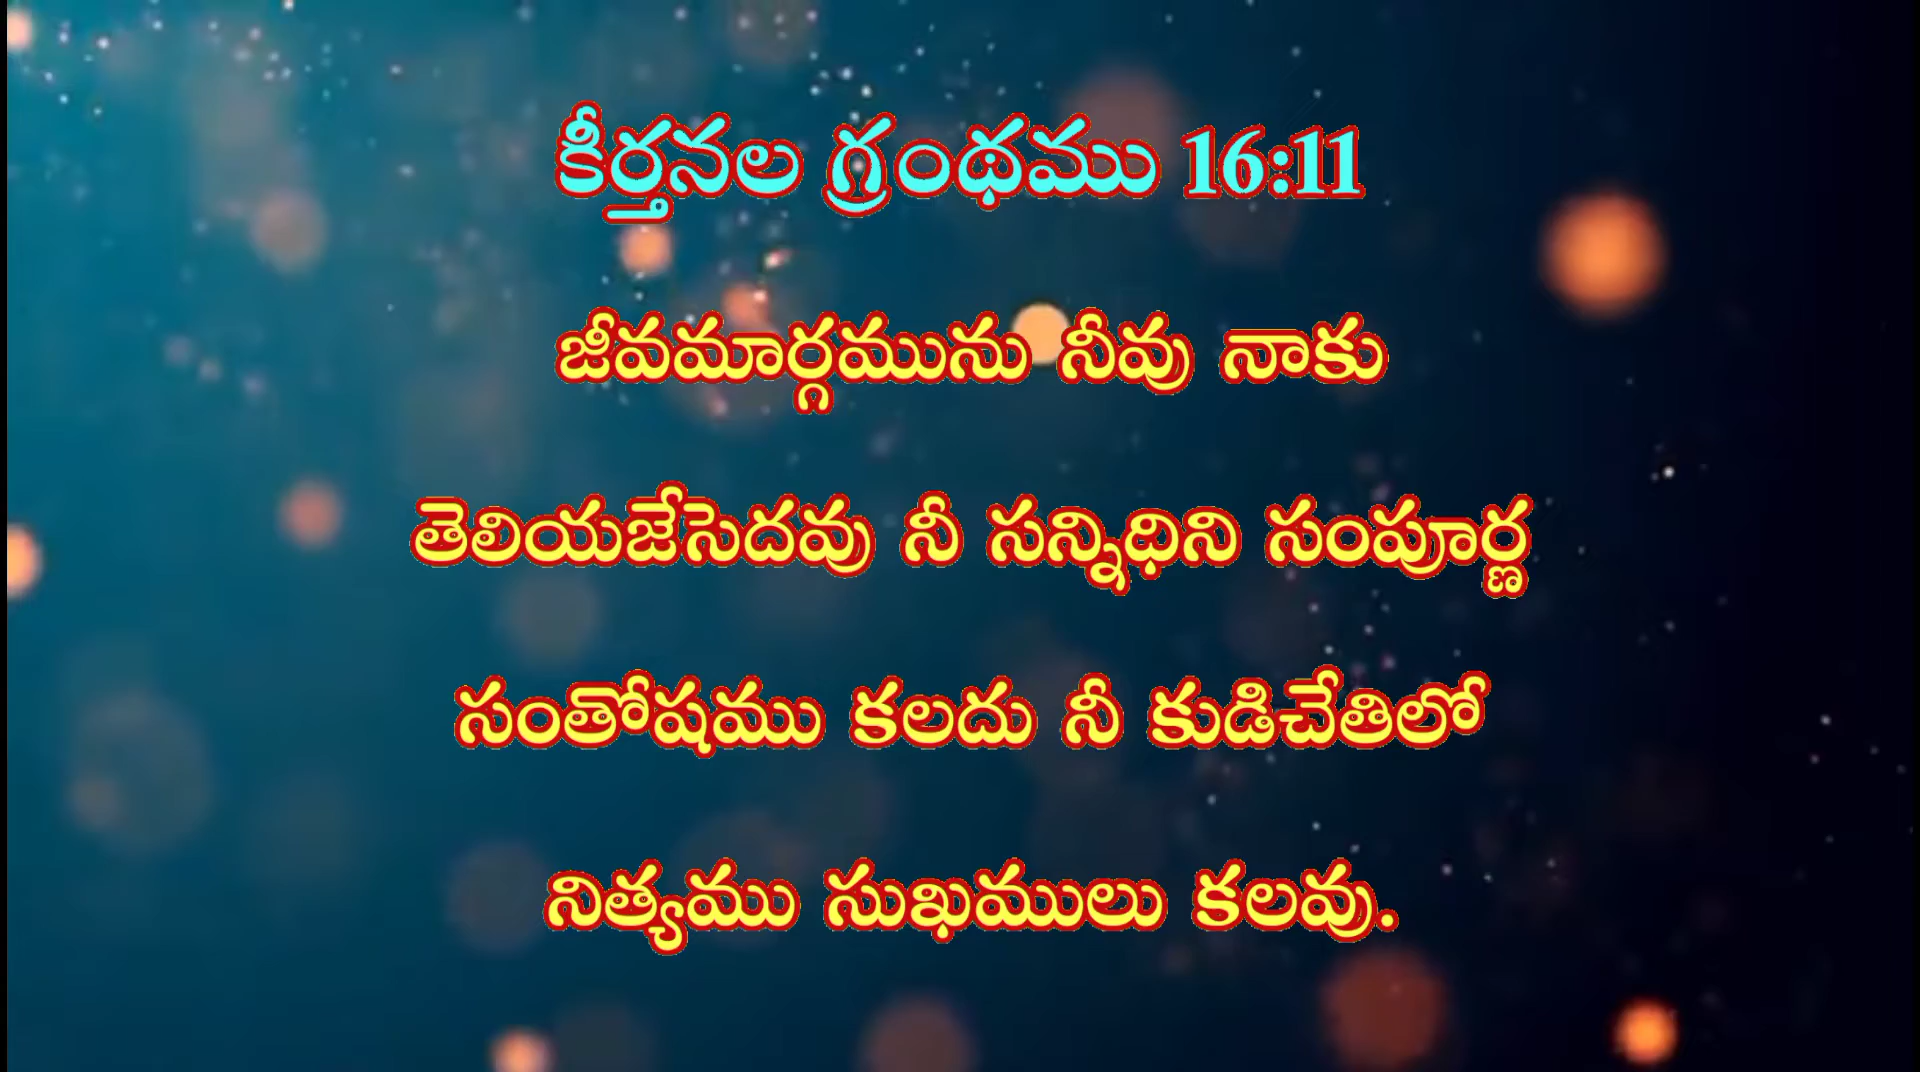 కీర్తనల గ్రంథము 16:11
జీవమార్గమును నీవు నాకు
తెలియజేసెదవు నీ సన్నిధిని సంపూర్ణ
సంతోషము కలదు నీ కుడిచేతిలో
నిత్యము సుఖములు కలవు.